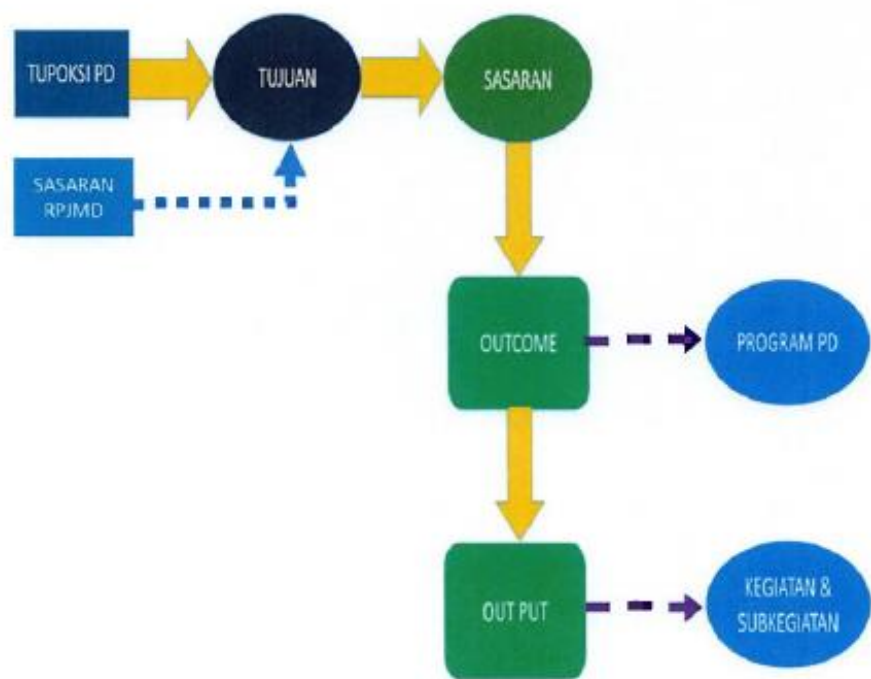 TUPOKSI PD
TUJUAN
SASARAN
SASARAN
RPJMD
OUTCOME
PROGRAM PD
OUT PUT
KEGIATAN &
SUBKEGIATAN